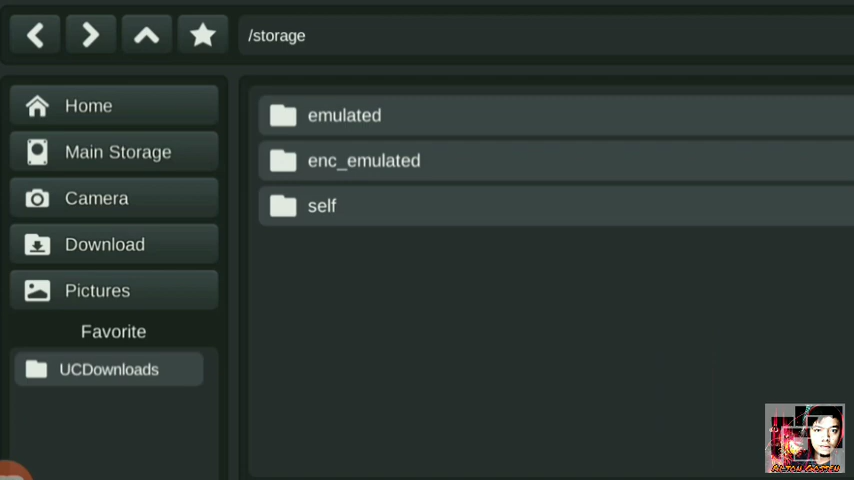 /storage
Home
Main Storage
Camera
Download
Pictures
Favorite
UCDownloads
emulated
enc_emulated
self